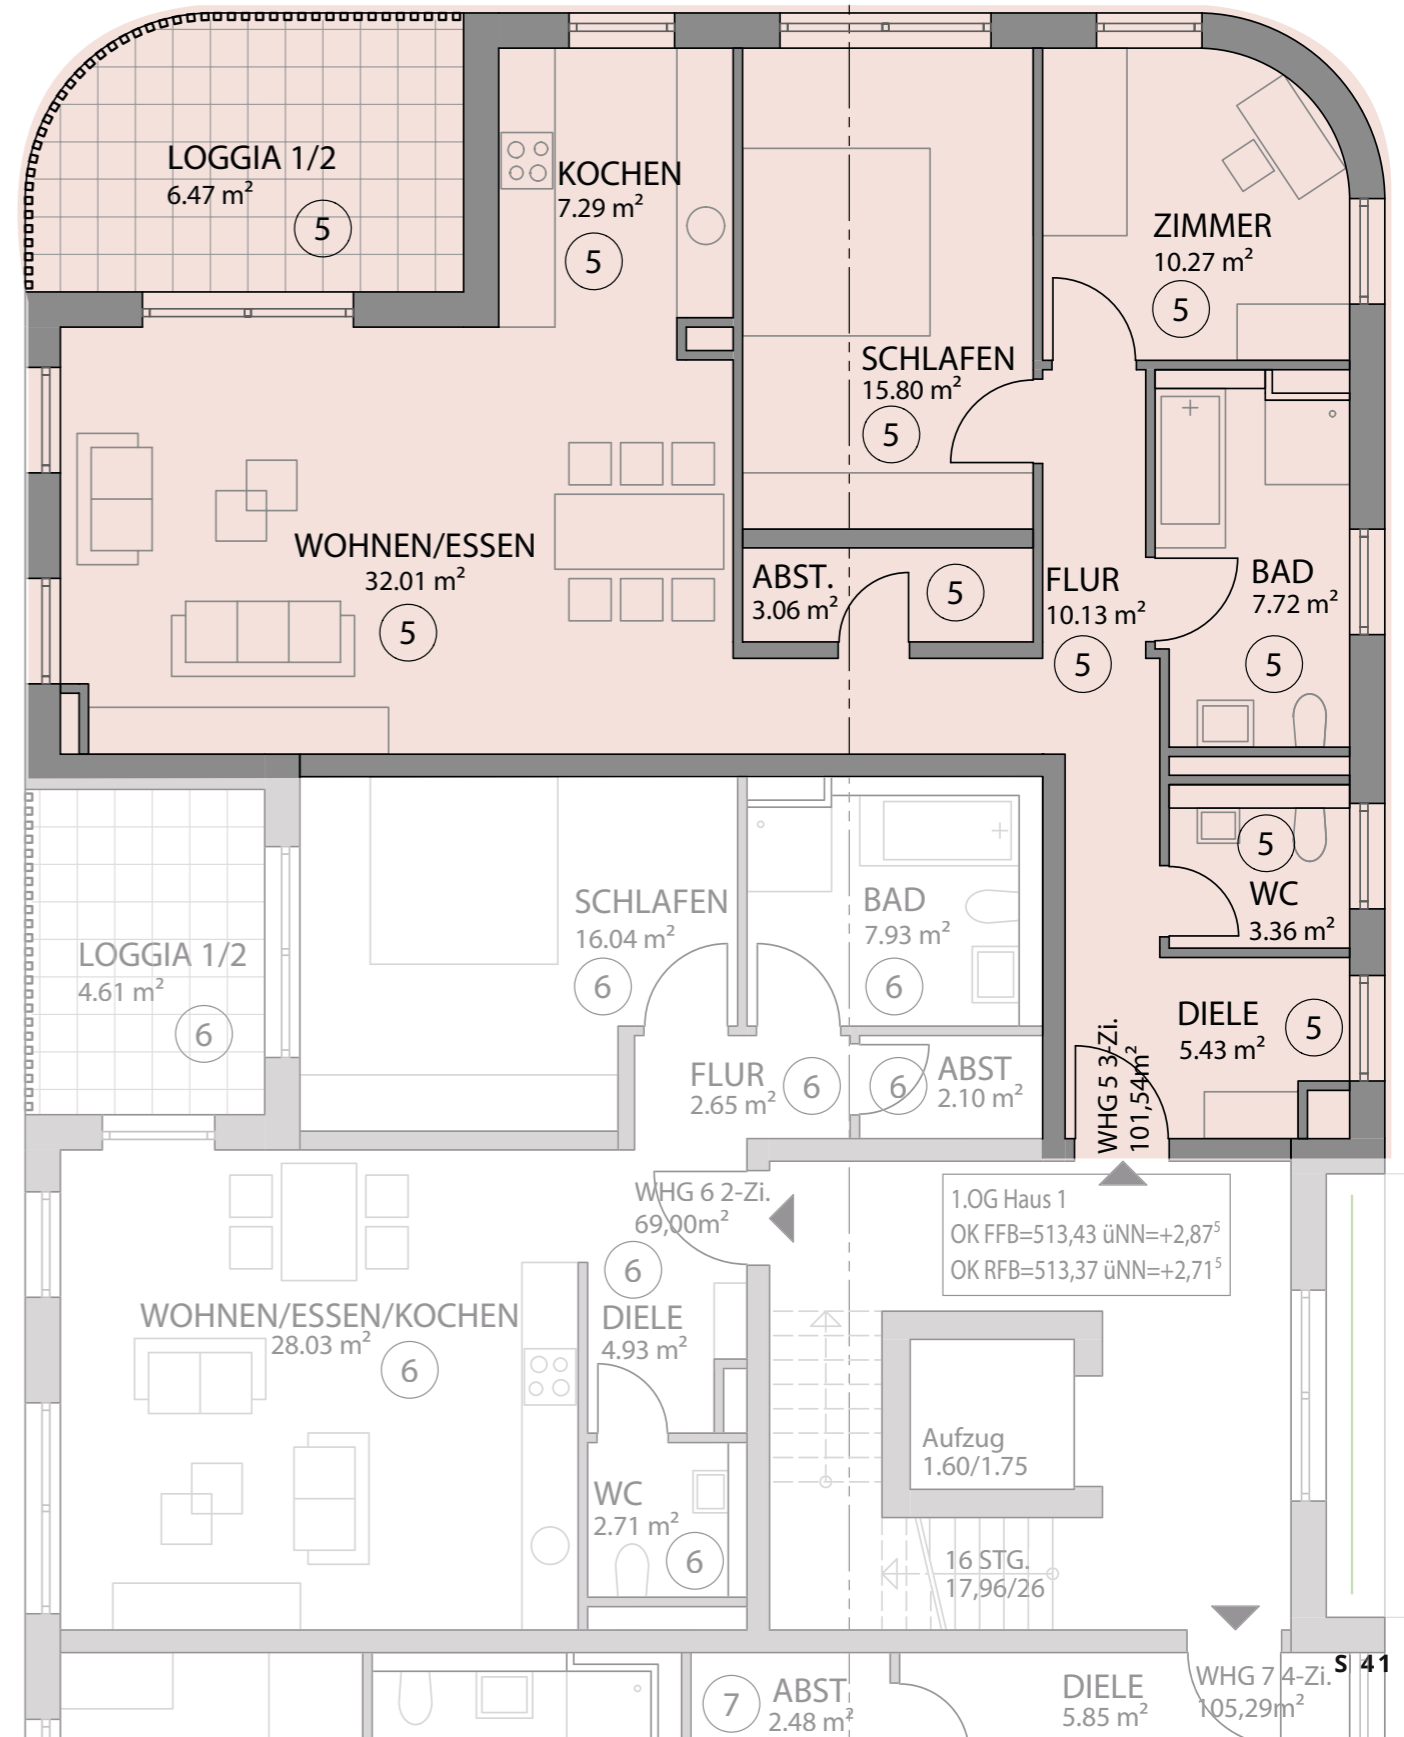 LOGGIA 1/2
6.47 m²
5
KOCHEN
7.29 m²
5
ZIMMER
10.27 m²
5
SCHLAFEN
15.80 m²
5
WOHNEN/ESSEN
32.01 m²
5
ABST.
3.06 m²
5
FLUR
10.13 m²
5
BAD
7.72 m²
5
5
WC
3.36 m²
DIELE
5.43 m²
5
WHG 5 3-Zi.
101,54m²
LOGGIA 1/2
4.61 m²
6
SCHLAFEN
16.04 m²
6
BAD
7.93 m²
6
FLUR
2.65 m²
6
6
ABST
2.10 m²
WHG 6 2-Zi.
69,00m²
6
DIELE
4.93 m²
1.OG Haus 1
OK FFB=513,43 üNN=+2,87⁵
OK RFB=513,37 üNN=+2,71⁵
WOHNEN/ESSEN/KOCHEN
28.03 m²
6
Aufzug
1.60/1.75
WC
2.71 m²
6
16 STG.
17,96/26
S 41
7
ABST
2.48 m²
DIELE
5.85 m²
WHG 7 4-Zi.
105,29m²